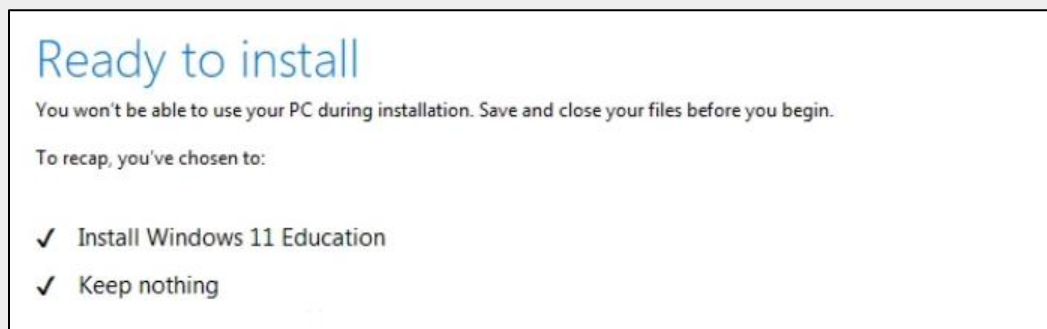 Ready to install
You won't be able to use your PC during installation. Save and close your files before you begin.
To recap, you've chosen to:
✓ Install Windows 11 Education
✓ Keep nothing